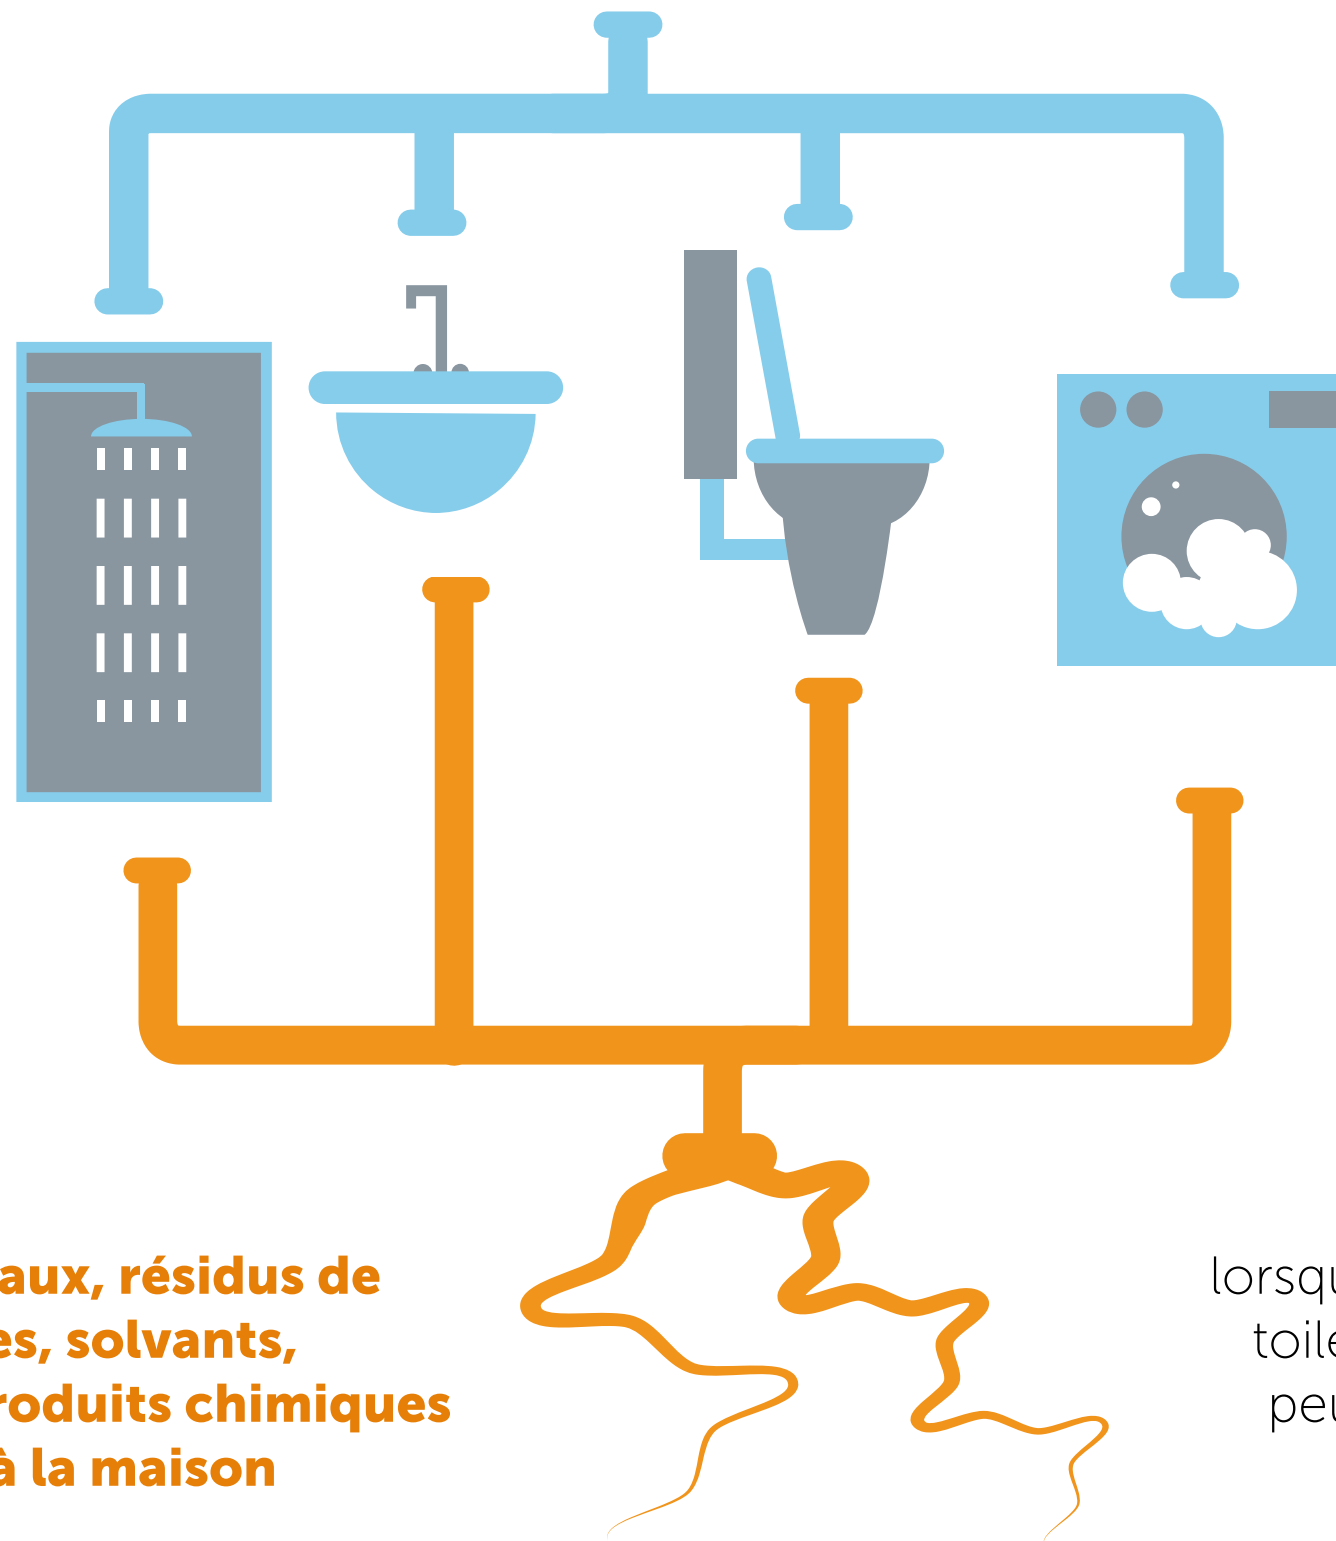 aux, résidus de
es, solvants,
roduits chimiques
à la maison
lorsqu
toile
peu